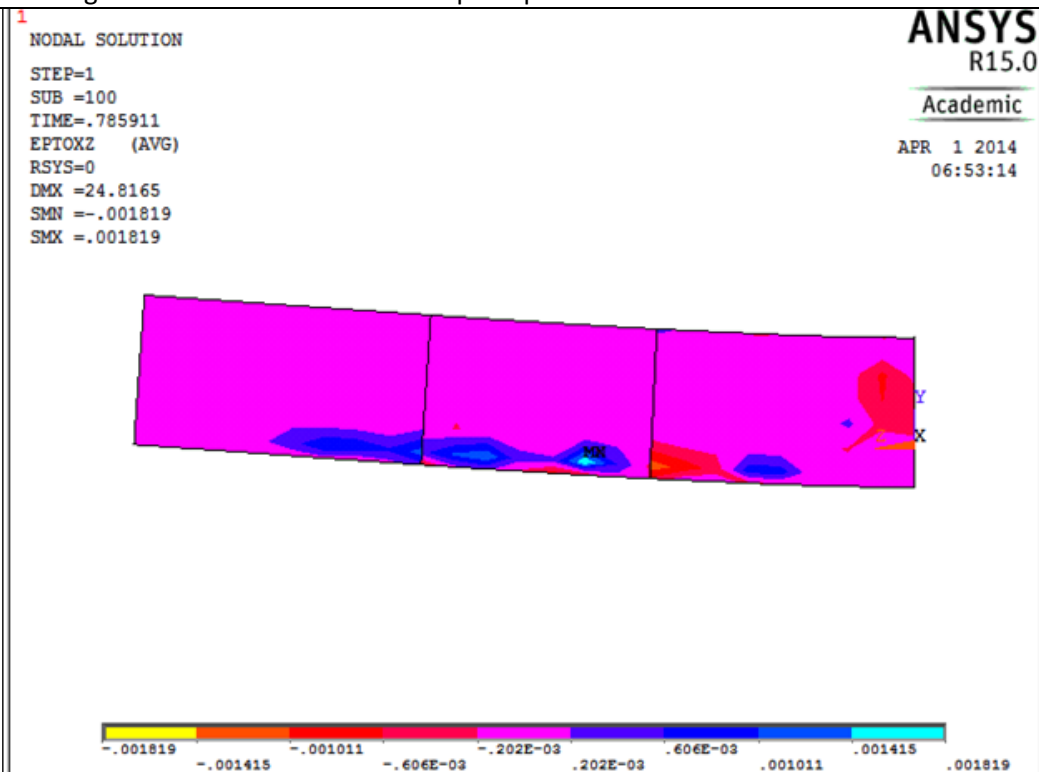 1
NODAL SOLUTION
STEP=1
SUB =100
TIME=.785911
EPTOXZ (AVG)
RSYS=0
DMX =24.8165
SMN =-.001819
SMX =.001819
ANSYS
R15.0
Academic
APR 1 2014
06:53:14
Y
X
-.001819
-.001415
-.001011
-.606E-03
-.202E-03
.202E-03
.606E-03
.001011
.001415
.001819